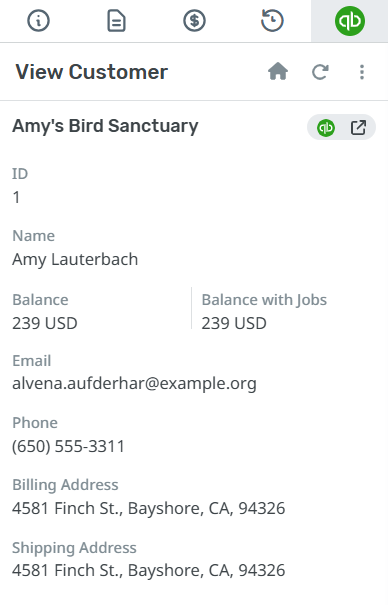 qb
View Customer
Amy's Bird Sanctuary
qb
ID
1
Name
Amy Lauterbach
Balance
239 USD
Balance with Jobs
239 USD
Email
alvena.aufderhar@example.org
Phone
(650) 555-3311
Billing Address
4581 Finch St., Bayshore, CA, 94326
Shipping Address
4581 Finch St., Bayshore, CA, 94326